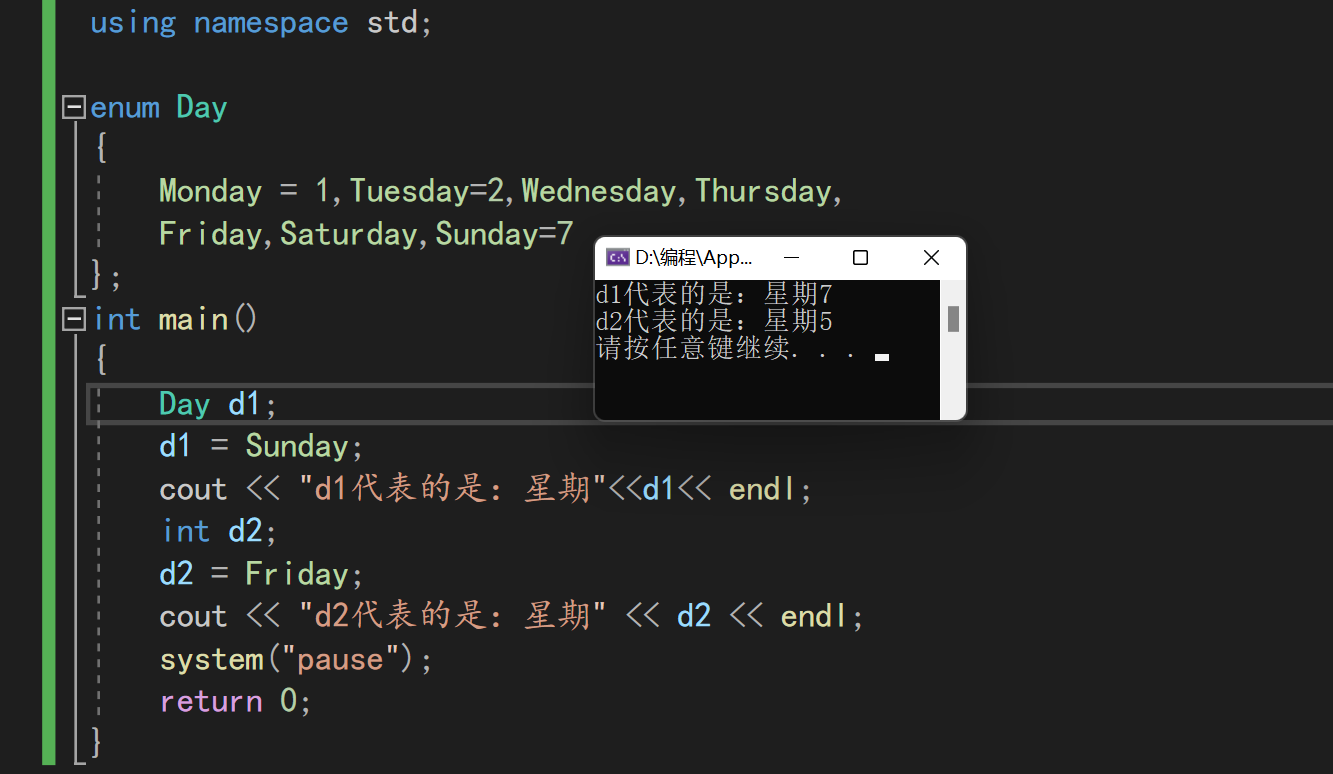 using namespace std;
enum Day
{
Monday = 1,Tuesday=2,Wednesday,Thursday,
Friday,Saturday,Sunday=7
};
int main()
{
Day d1;
d1 = Sunday;
cout << "d1代表的是：星期"<<d1<< endl;
int d2;
d2 = Friday;
cout << "d2代表的是：星期" << d2 << endl;
system("pause");
return 0;
}
D:\编程\App...
d1代表的是：星期7
d2代表的是：星期5
请按任意键继续. . .